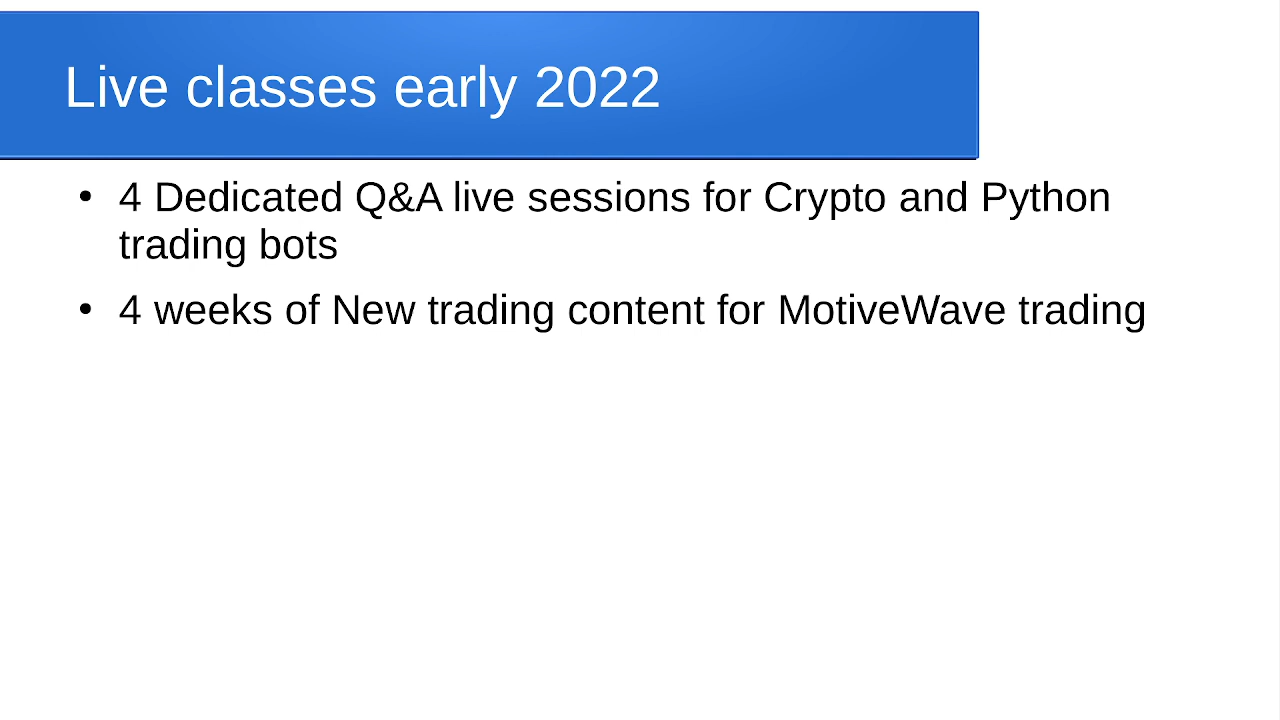 Live classes early 2022
• 4 Dedicated Q&A live sessions for Crypto and Python
trading bots
• 4 weeks of New trading content for MotiveWave trading